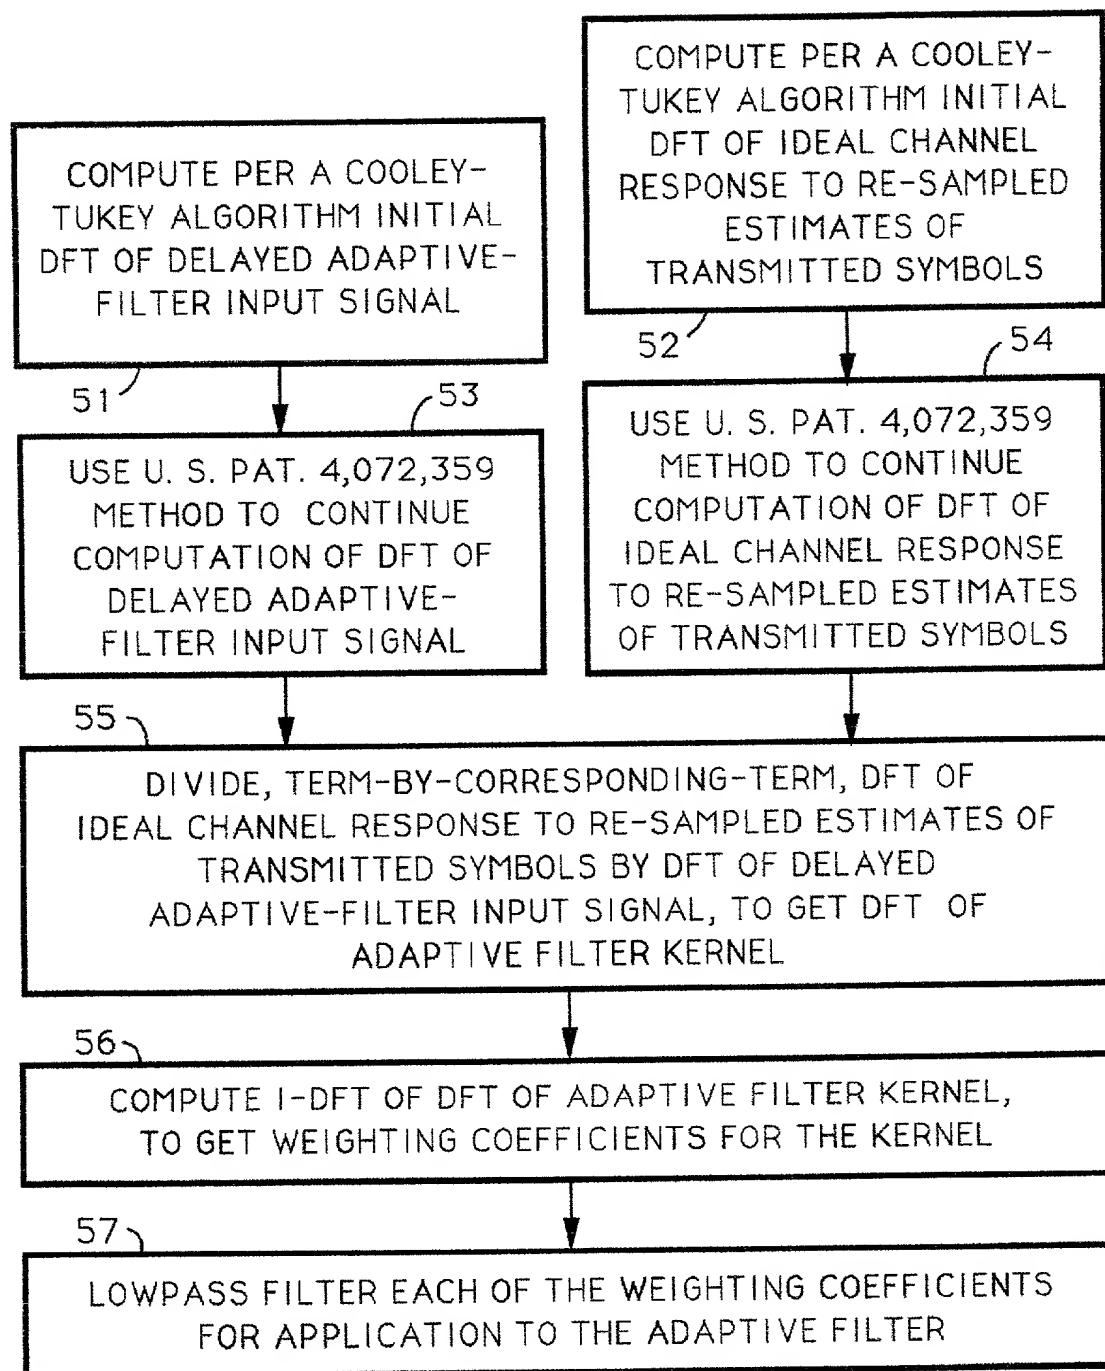 COMPUTE PER A COOLEY-
TUKEY ALGORITHM INITIAL
DFT OF DELAYED ADAPTIVE-
FILTER INPUT SIGNAL
51
COMPUTE PER A COOLEY-
TUKEY ALGORITHM INITIAL
DFT OF IDEAL CHANNEL
RESPONSE TO RE-SAMPLED
ESTIMATES OF
TRANSMITTED SYMBOLS
52
53
USE U. S. PAT. 4,072,359
METHOD TO CONTINUE
COMPUTATION OF DFT OF
DELAYED ADAPTIVE-
FILTER INPUT SIGNAL
54
USE U. S. PAT. 4,072,359
METHOD TO CONTINUE
COMPUTATION OF DFT OF
IDEAL CHANNEL RESPONSE
TO RE-SAMPLED ESTIMATES
OF TRANSMITTED SYMBOLS
55
DIVIDE, TERM-BY-CORRESPONDING-TERM, DFT OF
IDEAL CHANNEL RESPONSE TO RE-SAMPLED ESTIMATES OF
TRANSMITTED SYMBOLS BY DFT OF DELAYED
ADAPTIVE-FILTER INPUT SIGNAL, TO GET DFT OF
ADAPTIVE FILTER KERNEL
56
COMPUTE I-DFT OF DFT OF ADAPTIVE FILTER KERNEL,
TO GET WEIGHTING COEFFICIENTS FOR THE KERNEL
57
LOWPASS FILTER EACH OF THE WEIGHTING COEFFICIENTS
FOR APPLICATION TO THE ADAPTIVE FILTER